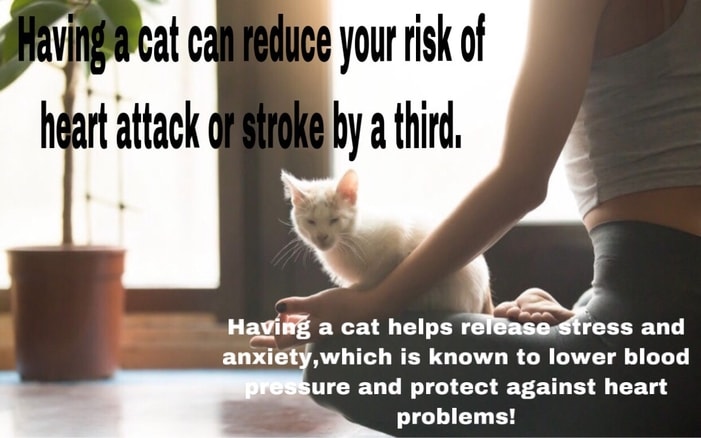 Having a cat can reduce your risk of
heart attack or stroke by a third.
Having a cat helps release stress and
anxiety,which is known to lower blood
pressure and protect against heart
problems!